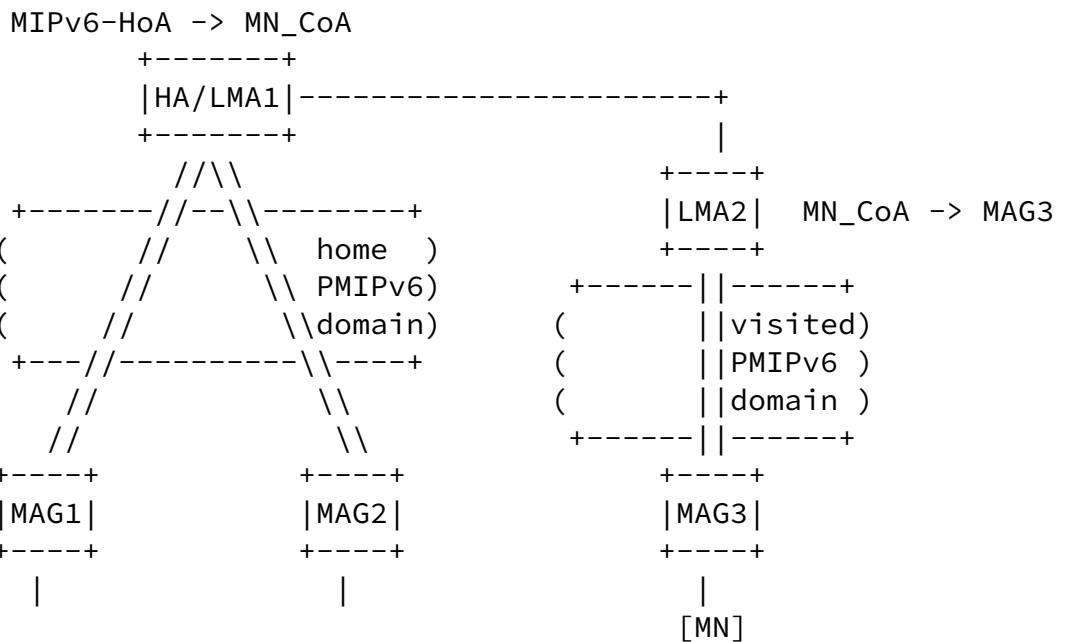 MIPv6-HoA -> MN_CoA
HA/LMA1
LMA2 MN_CoA -> MAG3
home
PMIPv6
domain
visited
PMIPv6
domain
MAG1 MAG2 MAG3
[MN]